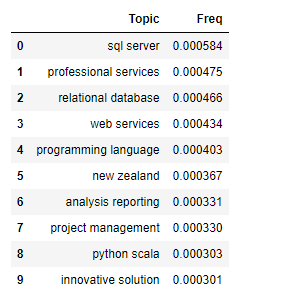 Topic Freq
0 sql server 0.000584
1 professional services 0.000475
2 relational database 0.000466
3 web services 0.000434
4 programming language 0.000403
5 new zealand 0.000367
6 analysis reporting 0.000331
7 project management 0.000330
8 python scala 0.000303
9 innovative solution 0.000301